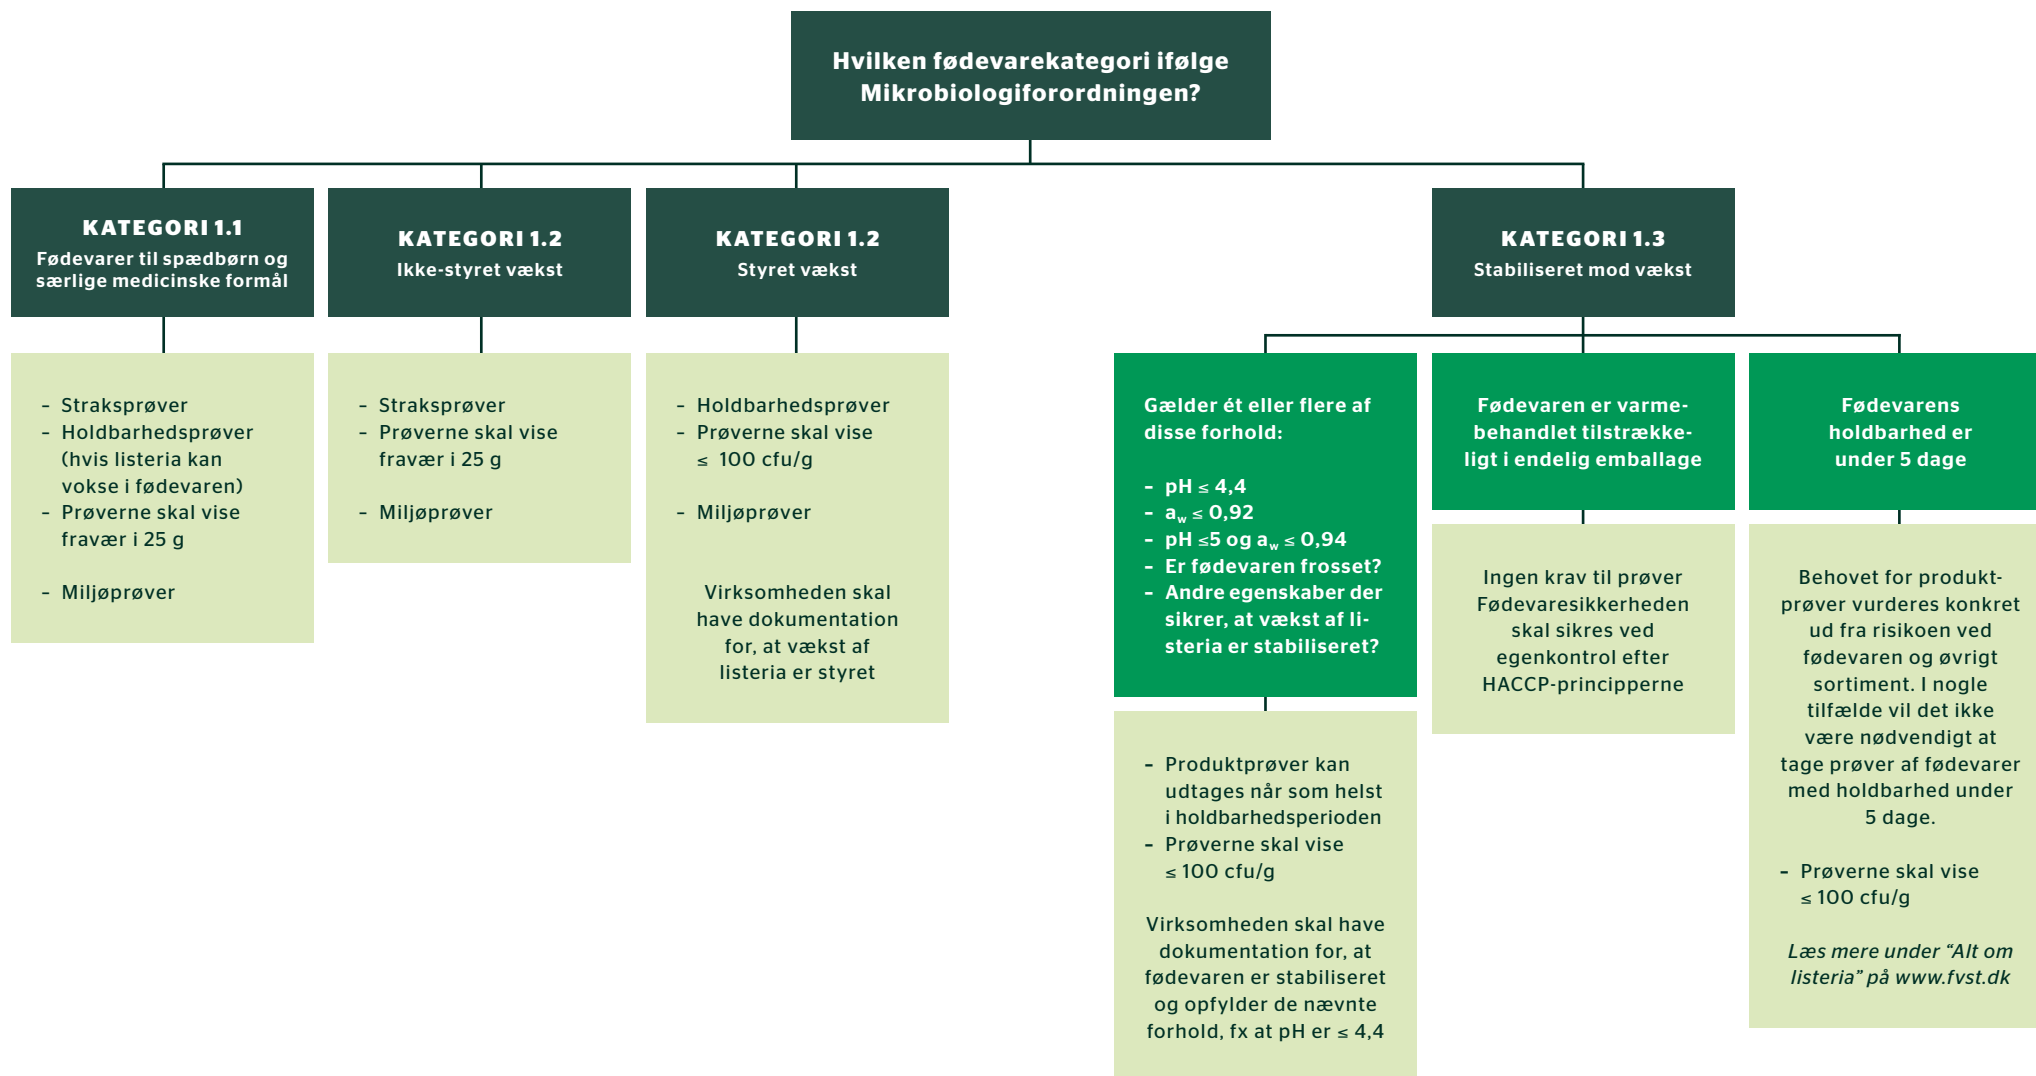 Hvilken fødevarekategori ifølge
Mikrobiologiforordningen?
KATEGORI 1.1
Fødevarer til spædbørn og
særlige medicinske formål
KATEGORI 1.2
Ikke-styret vækst
KATEGORI 1.2
Styret vækst
KATEGORI 1.3
Stabiliseret mod vækst
– Straksprøver
– Holdbarhedsprøver
(hvis listeria kan
vokse i fødevaren)
– Prøverne skal vise
fravær i 25 g
– Miljøprøver
– Straksprøver
– Prøverne skal vise
fravær i 25 g
– Miljøprøver
– Holdbarhedsprøver
– Prøverne skal vise
≤ 100 cfu/g
– Miljøprøver
Virksomheden skal
have dokumentation
for, at vækst af
listeria er styret
Gælder ét eller flere af
disse forhold:
– pH ≤ 4,4
– aw ≤ 0,92
– pH ≤5 og aw ≤ 0,94
– Er fødevaren frosset?
– Andre egenskaber der
sikrer, at vækst af li-
steria er stabiliseret?
– Produktprøver kan
udtages når som helst
i holdbarhedsperioden
– Prøverne skal vise
≤ 100 cfu/g
Virksomheden skal have
dokumentation for, at
fødevaren er stabiliseret
og opfylder de nævnte
forhold, fx at pH er ≤ 4,4
Fødevaren er varme-
behandlet tilstrække-
ligt i endelig emballage
Ingen krav til prøver
Fødevaresikkerheden
skal sikres ved
egenkontrol efter
HACCP-principperne
Fødevarens
holdbarhed er
under 5 dage
Behovet for produkt-
prøver vurderes konkret
ud fra risikoen ved
fødevaren og øvrigt
sortiment. I nogle
tilfælde vil det ikke
være nødvendigt at
tage prøver af fødevarer
med holdbarhed under
5 dage.
– Prøverne skal vise
≤ 100 cfu/g
Læs mere under “Alt om
listeria” på www.fvst.dk